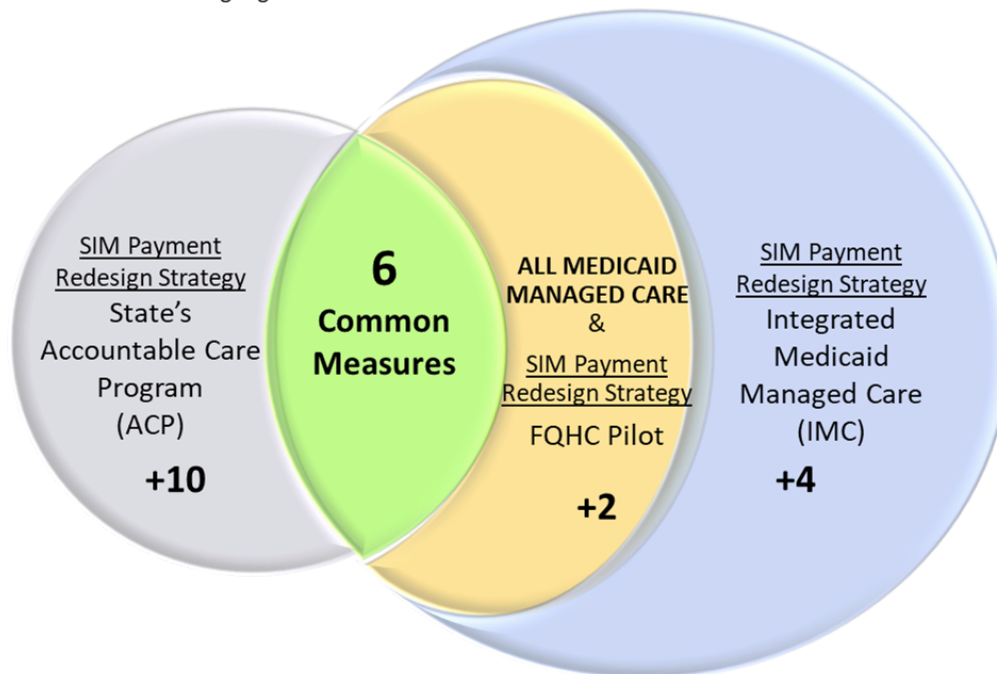 SIM Payment
Redesign Strategy
State’s
Accountable Care
Program
(ACP)
+10
6
Common
Measures
ALL MEDICAID
MANAGED CARE
&
SIM Payment
Redesign Strategy
FQHC Pilot
+2
SIM Payment
Redesign Strategy
Integrated
Medicaid
Managed Care
(IMC)
+4